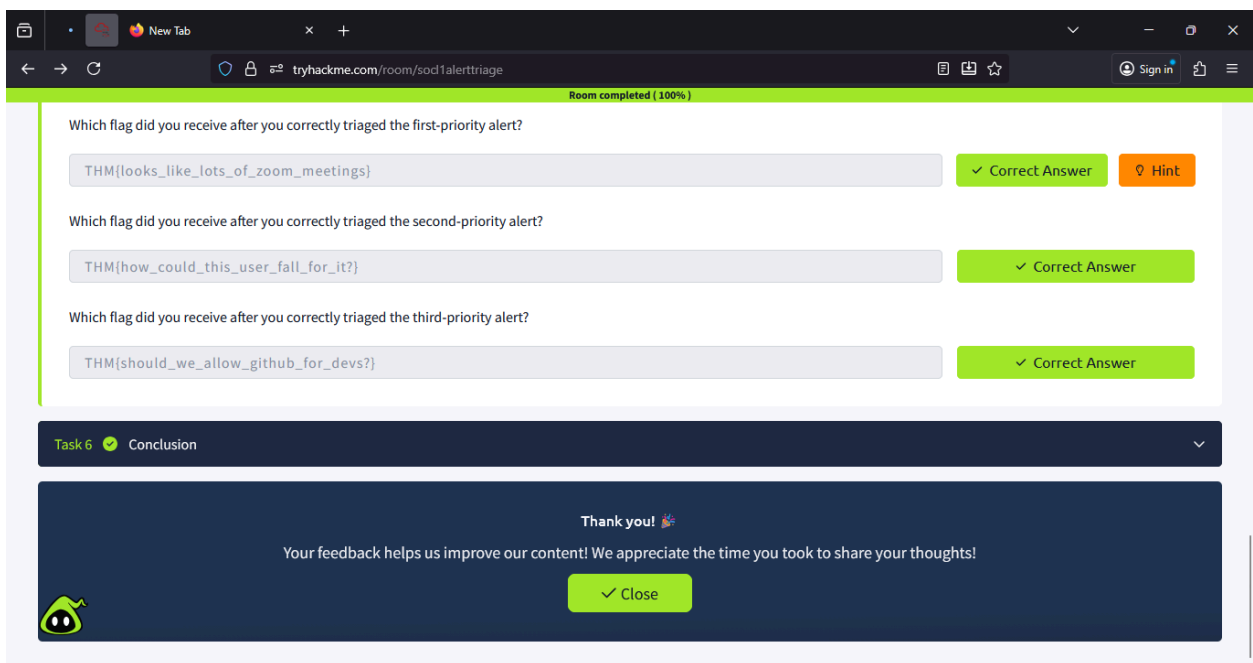 New Tab
tryhackme.com/room/socl1alerttriage
Sign in
Room completed ( 100% )
Which flag did you receive after you correctly triaged the first-priority alert?
THM{looks_like_lots_of_zoom_meetings}
Correct Answer
Hint
Which flag did you receive after you correctly triaged the second-priority alert?
THM{how_could_this_user_fall_for_it?}
Correct Answer
Which flag did you receive after you correctly triaged the third-priority alert?
THM{should_we_allow_github_for_devs?}
Correct Answer
Task 6 Conclusion
Thank you! 🎉
Your feedback helps us improve our content! We appreciate the time you took to share your thoughts!
Close